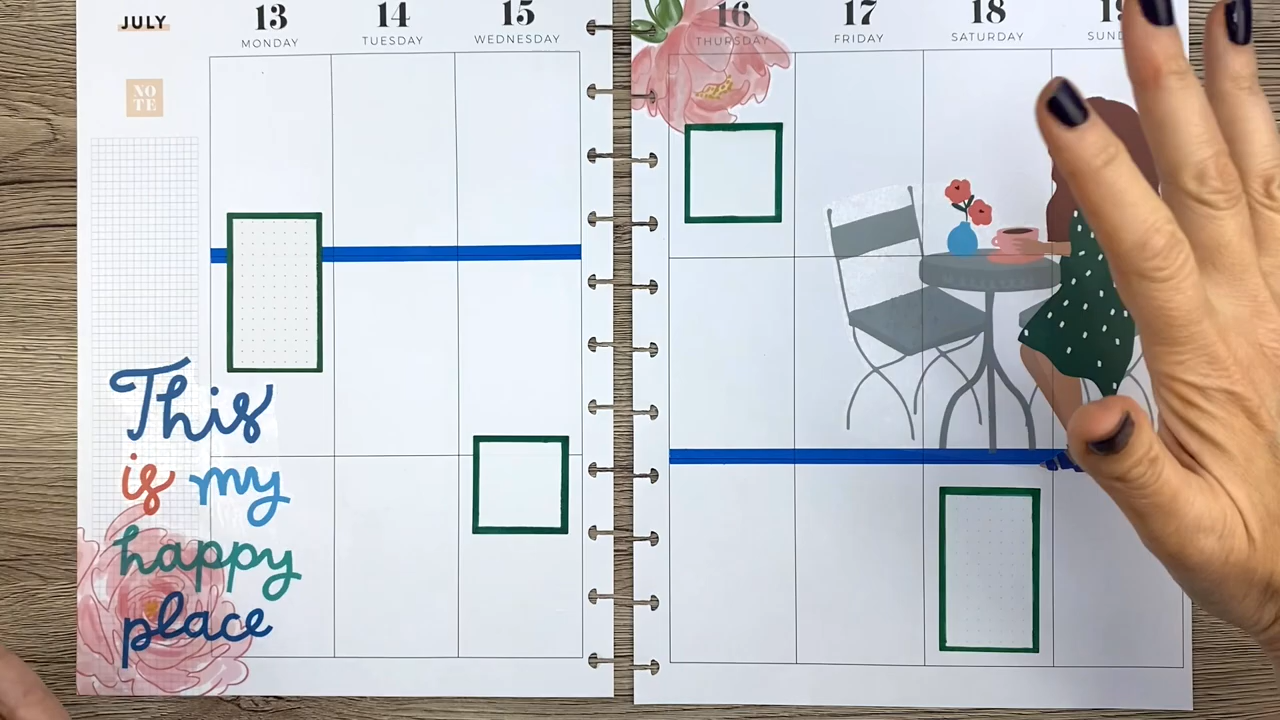 JULY
NO
TE
13
MONDAY
14
TUESDAY
15
WEDNESDAY
16
THURSDAY
17
FRIDAY
18
SATURDAY
This
is my
happy
place